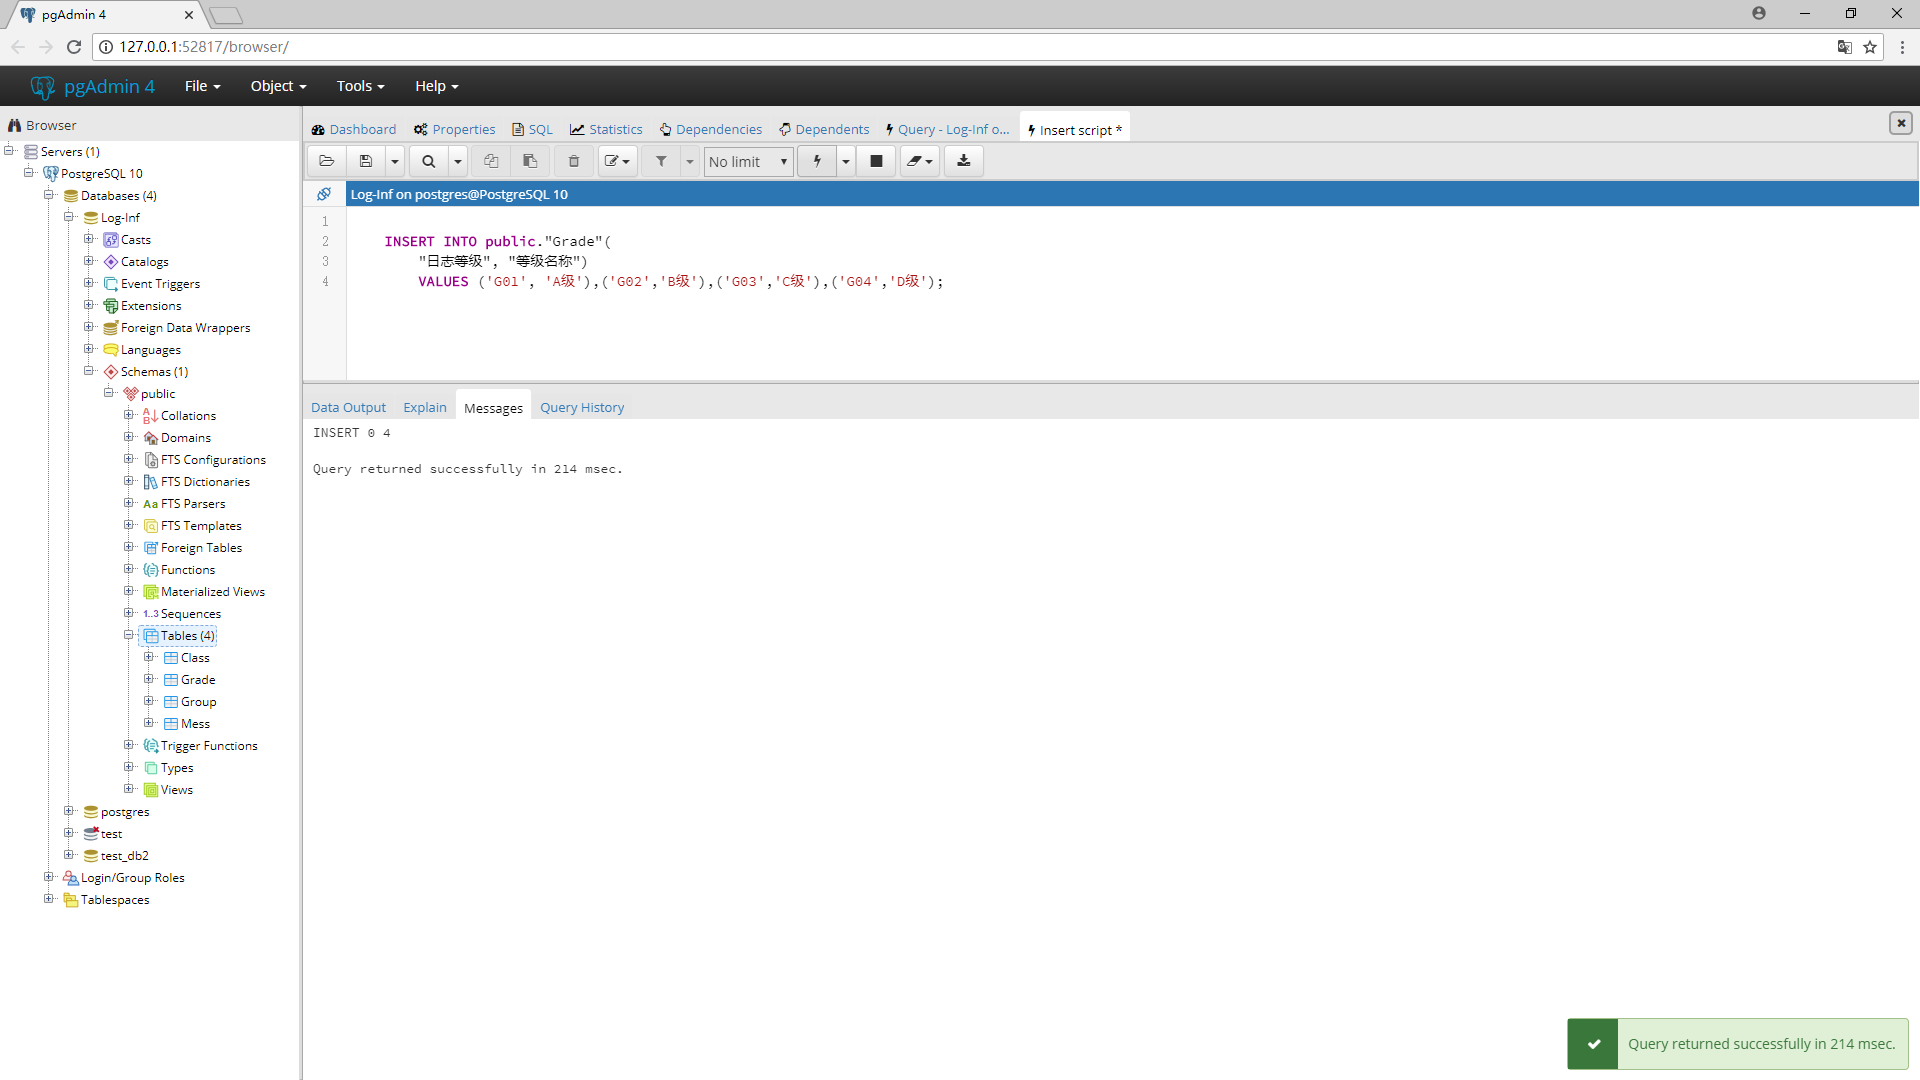 pgAdmin 4
127.0.0.1:52817/browser/
pgAdmin 4 File Object Tools Help
Browser
Servers (1)
PostgreSQL 10
Databases (4)
Log-Inf
Casts
Catalogs
Event Triggers
Extensions
Foreign Data Wrappers
Languages
Schemas (1)
public
Collations
Domains
FTS Configurations
FTS Dictionaries
Aa FTS Parsers
FTS Templates
Foreign Tables
Functions
Materialized Views
1..3 Sequences
Tables (4)
Class
Grade
Group
Mess
Trigger Functions
Types
Views
postgres
test
test_db2
Login/Group Roles
Tablespaces
Dashboard Properties SQL Statistics Dependencies Dependents Query - Log-Inf o... Insert script *
No limit
Log-Inf on postgres@PostgreSQL 10
1
2 INSERT INTO public."Grade"(
3 "日志等级", "等级名称")
4 VALUES ('G01', 'A级'),('G02','B级'),('G03','C级'),('G04','D级');
Data Output Explain Messages Query History
INSERT 0 4
Query returned successfully in 214 msec.
Query returned successfully in 214 msec.